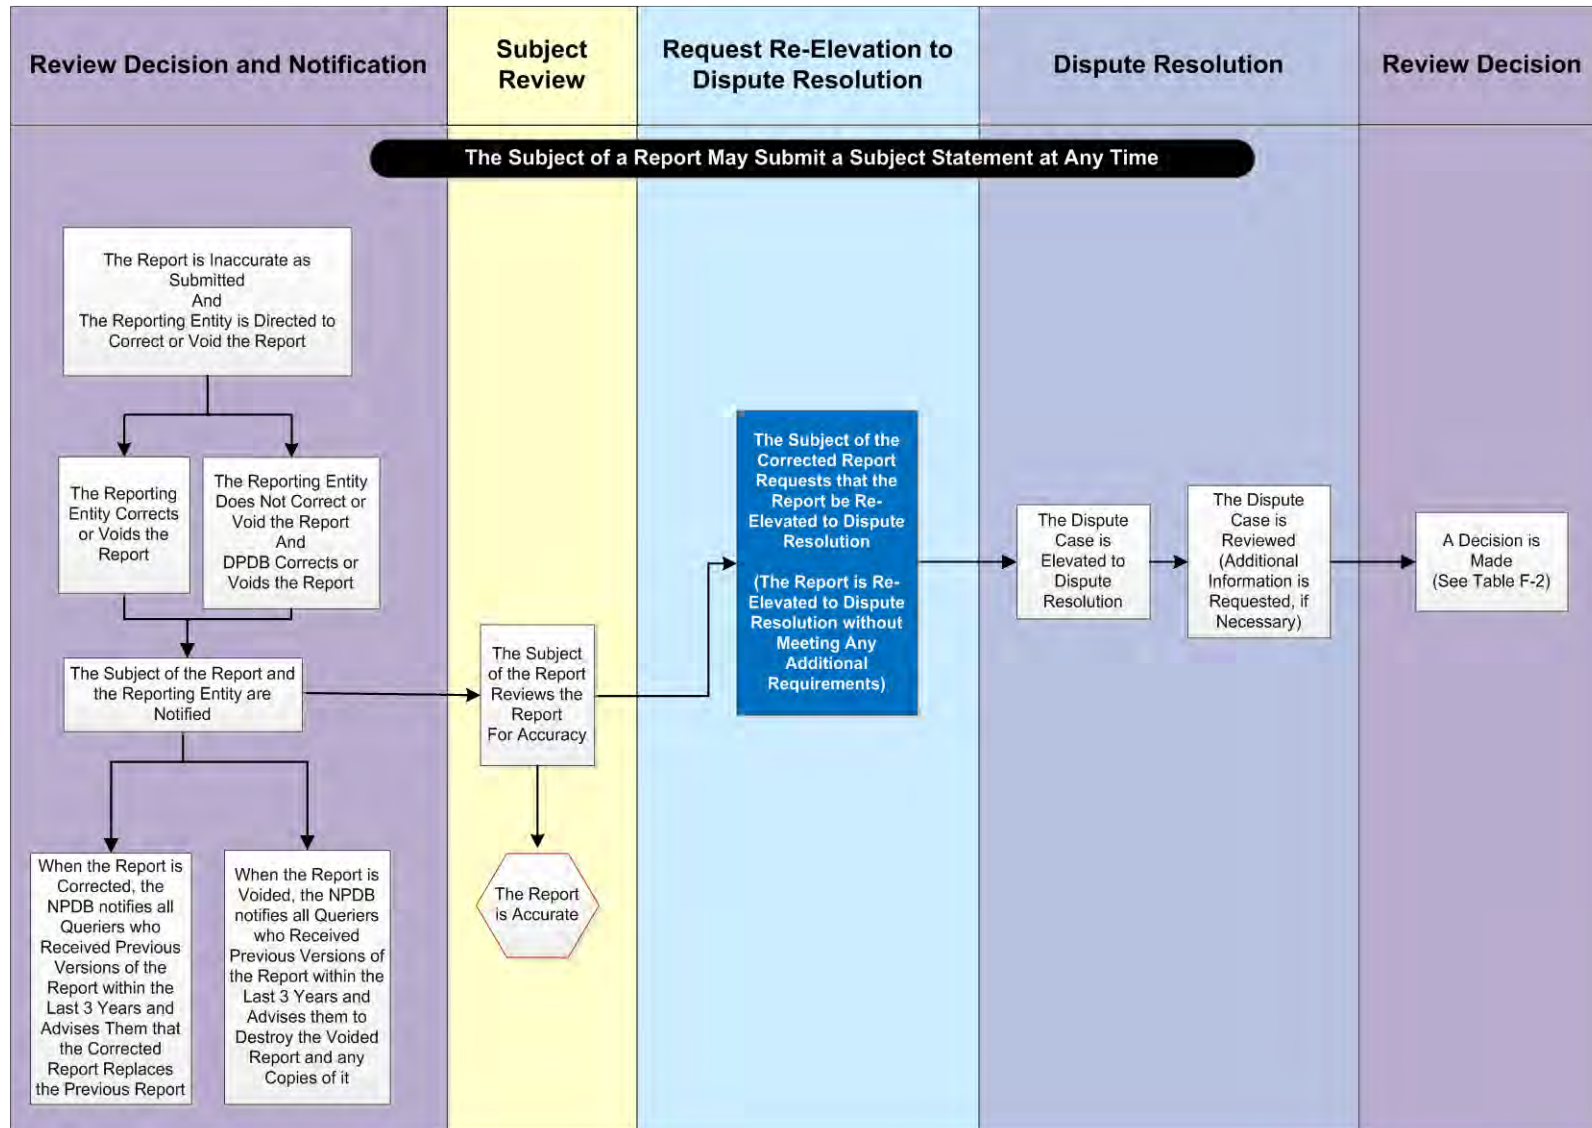 Review Decision and Notification
Subject
Review
Request Re-Elevation to
Dispute Resolution
Dispute Resolution
Review Decision
The Subject of a Report May Submit a Subject Statement at Any Time
The Report is Inaccurate as
Submitted
And
The Reporting Entity is Directed to
Correct or Void the Report
The Reporting
Entity Corrects
or Voids the
Report
The Reporting Entity
Does Not Correct or
Void the Report
And
DPDB Corrects or
Voids the Report
The Subject of the Report and
the Reporting Entity are
Notified
When the Report is
Corrected, the
NPDB notifies all
Queriers who
Received Previous
Versions of the
Report within the
Last 3 Years and
Advises Them that
the Corrected
Report Replaces
the Previous Report
When the Report is
Voided, the NPDB
notifies all Queriers
who Received
Previous Versions of
the Report within the
Last 3 Years and
Advises them to
Destroy the Voided
Report and any
Copies of it
The Subject
of the Report
Reviews the
Report
For Accuracy
The Report
is Accurate
The Subject of the
Corrected Report
Requests that the
Report be Re-
Elevated to Dispute
Resolution
(The Report is Re-
Elevated to Dispute
Resolution without
Meeting Any
Additional
Requirements)
The Dispute
Case is
Elevated to
Dispute
Resolution
The Dispute
Case is
Reviewed
(Additional
Information is
Requested, if
Necessary)
A Decision is
Made
(See Table F-2)